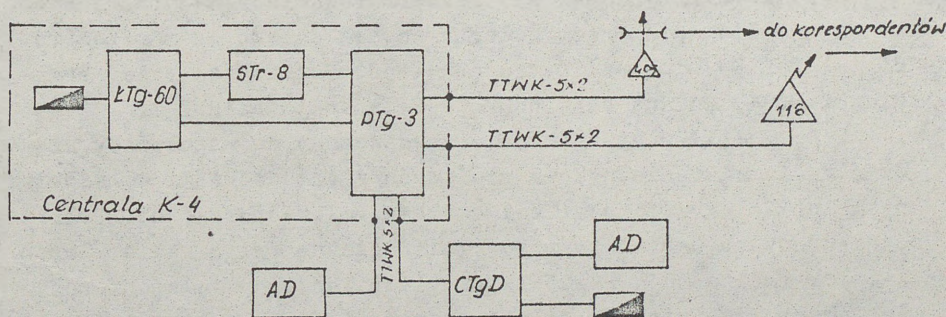 do korespondentów
STr-8
ŁTg-60
PTg-3
TTWK-5×2
116
TTWK-5×2
Centrala K-4
TTWK 5×2
AD
CTgD
AD